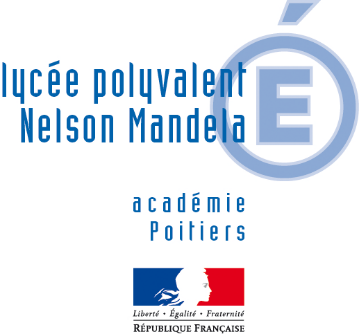 lycée polyvalent
Nelson Mandela
É
académie
Poitiers
Liberté • Égalité • Fraternité
RÉPUBLIQUE FRANÇAISE